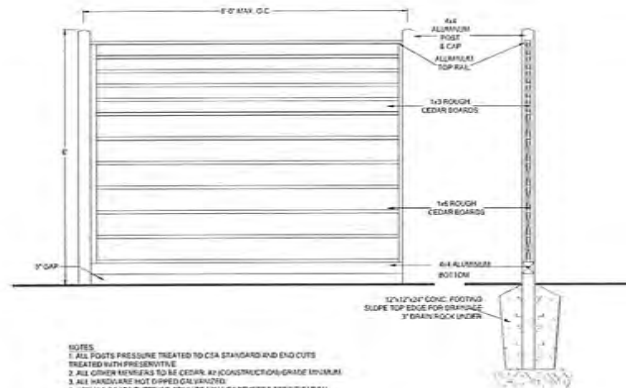 8'-0" MAX. O.C
4x4
ALUMINUM
POST
& CAP
ALUMINUM
TOP RAIL
1x3 ROUGH
CEDAR BOARDS
6'
1x6 ROUGH
CEDAR BOARDS
4x4 ALUMINUM
BOTTOM
3" GAP
12"x12"x24" CONC. FOOTING
SLOPE TOP EDGE FOR DRAINAGE
3" DRAIN ROCK UNDER
NOTES
1. ALL POSTS PRESSURE TREATED TO CSA STANDARD AND END CUTS
TREATED WITH PRESERVATIVE
2. ALL OTHER MEMBERS TO BE CEDAR, #2 (CONSTRUCTION) GRADE MINIMUM.
3. ALL HARDWARE HOT DIPPED GALVANIZED.